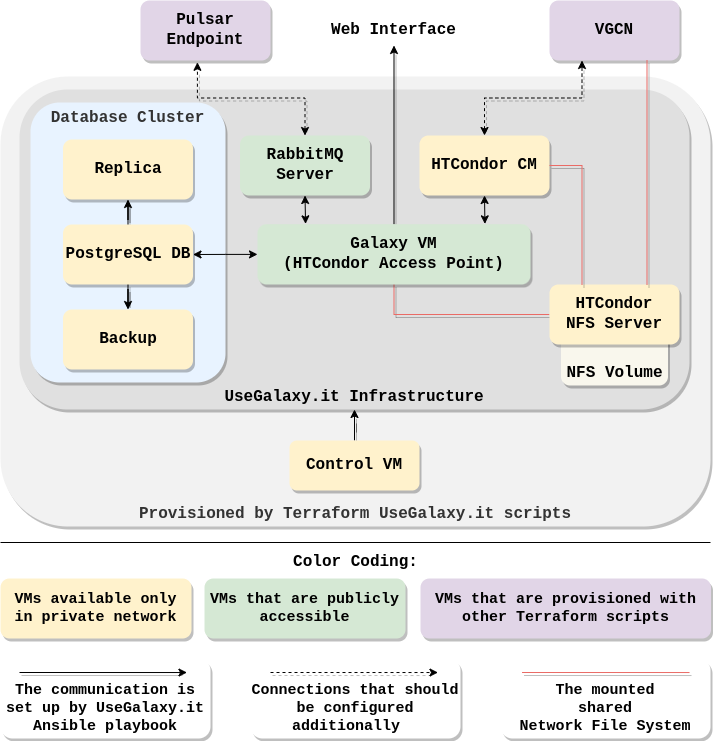 Pulsar
Endpoint
Web Interface
VGCN
Database Cluster
Replica
RabbitMQ
Server
HTCondor CM
PostgreSQL DB
Galaxy VM
(HTCondor Access Point)
Backup
HTCondor
NFS Server
NFS Volume
UseGalaxy.it Infrastructure
Control VM
Provisioned by Terraform UseGalaxy.it scripts
Color Coding:
VMs available only
in private network
VMs that are publicly
accessible
VMs that are provisioned with
other Terraform scripts
The communication is
set up by UseGalaxy.it
Ansible playbook
Connections that should
be configured
additionally
The mounted
shared
Network File System